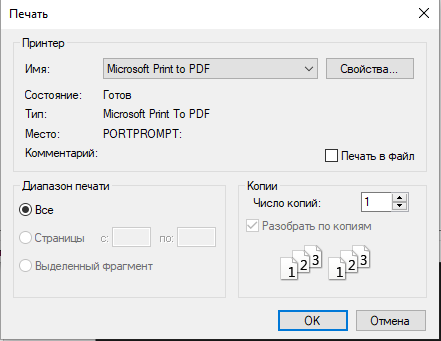 Печать
Принтер
Имя: Microsoft Print to PDF Свойства...
Состояние: Готов
Тип: Microsoft Print To PDF
Место: PORTPROMPT:
Комментарий:
Печать в файл
Диапазон печати
Все
Страницы с: по:
Выделенный фрагмент
Копии
Число копий: 1
Разобрать по копиям
1 2 3 1 2 3
OK Отмена